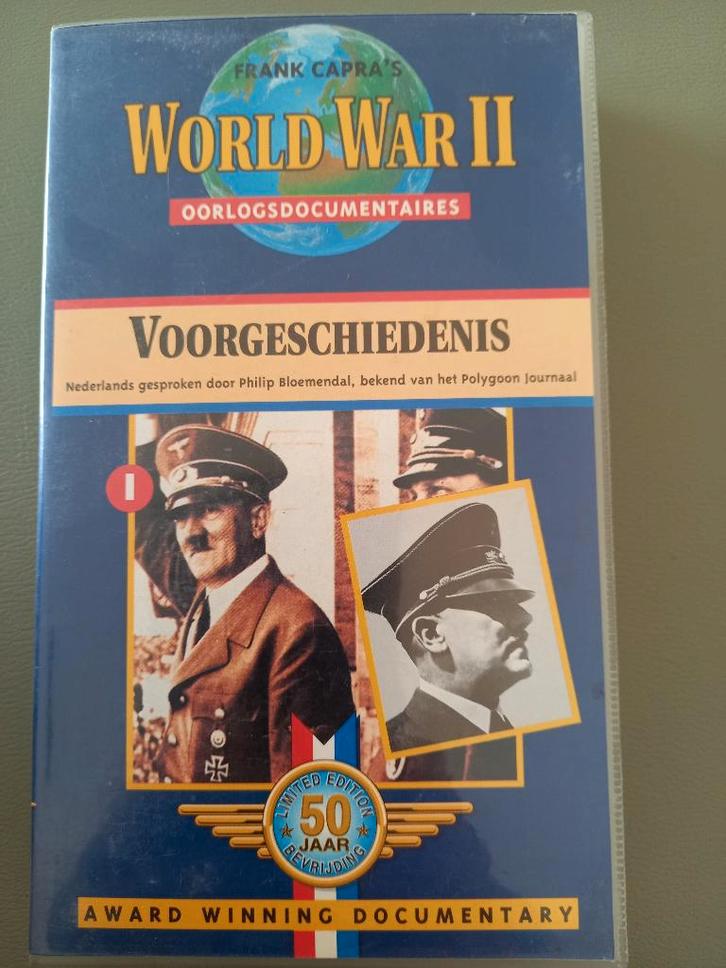 FRANK CAPRA'S
WORLD WAR II
OORLOGSDOCUMENTAIRES
VOORGESCHIEDENIS
Nederlands gesproken door Philip Bloemendal, bekend van het Polygoon Journaal
1
LIMITED EDITION
50
JAAR
BEVRIJDING
AWARD WINNING DOCUMENTARY